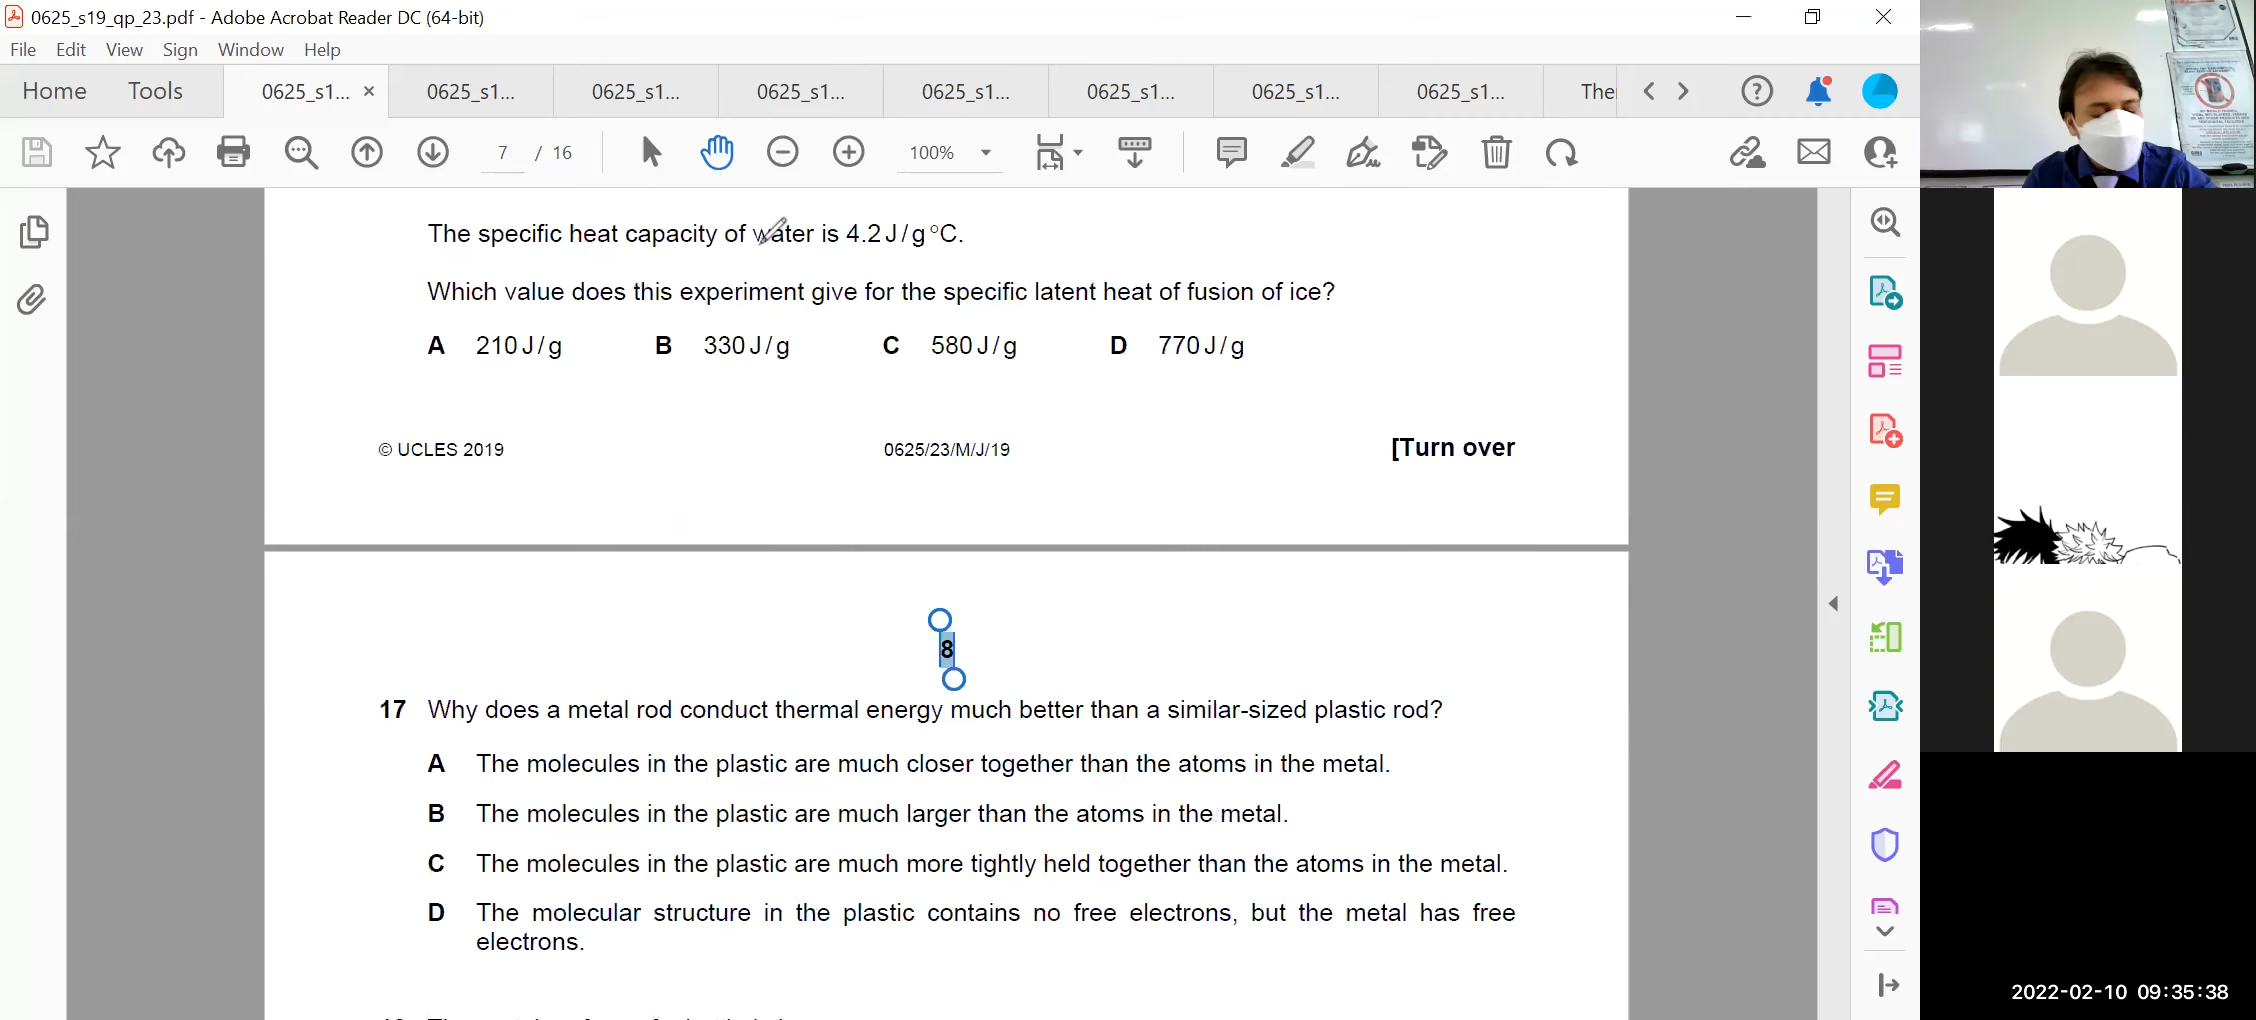 0625_s19_qp_23.pdf - Adobe Acrobat Reader DC (64-bit)
File Edit View Sign Window Help
Home Tools 0625_s1... × 0625_s1... 0625_s1... 0625_s1... 0625_s1... 0625_s1... 0625_s1... 0625_s1... The
7 / 16 100%
The specific heat capacity of water is 4.2 J / g °C.
Which value does this experiment give for the specific latent heat of fusion of ice?
A 210 J / g B 330 J / g C 580 J / g D 770 J / g
© UCLES 2019 0625/23/M/J/19 [Turn over
8
17 Why does a metal rod conduct thermal energy much better than a similar-sized plastic rod?
A The molecules in the plastic are much closer together than the atoms in the metal.
B The molecules in the plastic are much larger than the atoms in the metal.
C The molecules in the plastic are much more tightly held together than the atoms in the metal.
D The molecular structure in the plastic contains no free electrons, but the metal has free
electrons.
2022-02-10 09:35:38